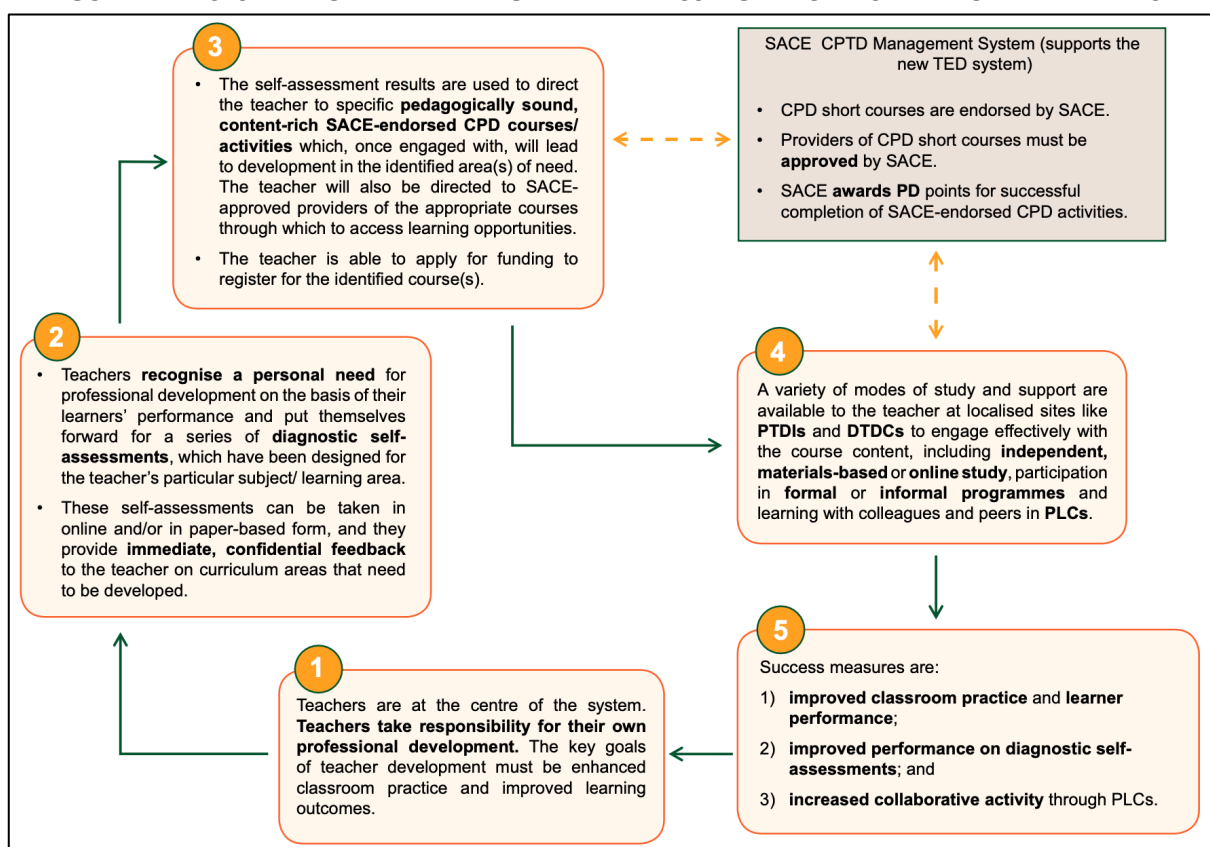 1
Teachers are at the centre of the system.
Teachers take responsibility for their own
professional development. The key goals
of teacher development must be enhanced
classroom practice and improved learning
outcomes.
2
• Teachers recognise a personal need for
professional development on the basis of their
learners' performance and put themselves
forward for a series of diagnostic self-
assessments, which have been designed for
the teacher's particular subject/ learning area.
• These self-assessments can be taken in
online and/or in paper-based form, and they
provide immediate, confidential feedback
to the teacher on curriculum areas that need
to be developed.
3
• The self-assessment results are used to direct
the teacher to specific pedagogically sound,
content-rich SACE-endorsed CPD courses/
activities which, once engaged with, will
lead to development in the identified area(s) of need.
The teacher will also be directed to SACE-
approved providers of the appropriate courses
through which to access learning opportunities.
• The teacher is able to apply for funding to
register for the identified course(s).
SACE CPTD Management System (supports the
new TED system)
• CPD short courses are endorsed by SACE.
• Providers of CPD short courses must be
approved by SACE.
• SACE awards PD points for successful
completion of SACE-endorsed CPD activities.
4
A variety of modes of study and support are
available to the teacher at localised sites like
PTDIs and DTDCs to engage effectively with
the course content, including independent,
materials-based or online study, participation
in formal or informal programmes and
learning with colleagues and peers in PLCs.
5
Success measures are:
1) improved classroom practice and learner
performance;
2) improved performance on diagnostic self-
assessments; and
3) increased collaborative activity through PLCs.